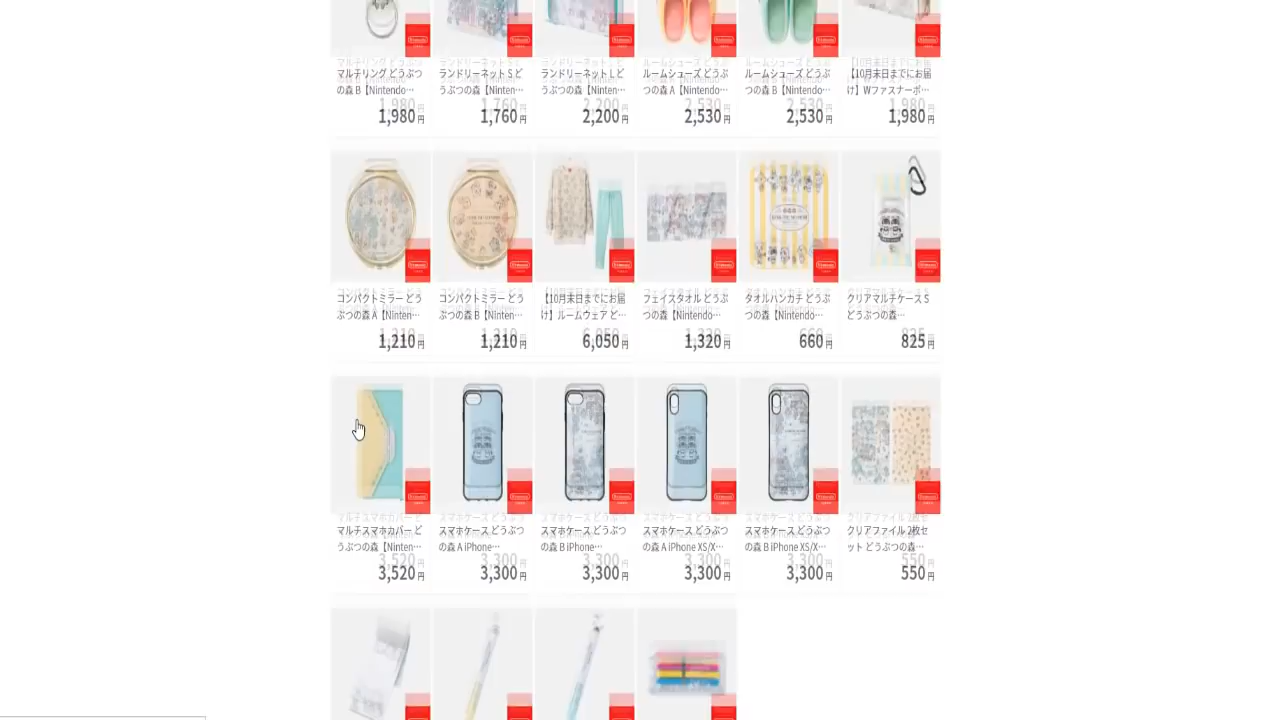 マルチリング どうぶつ
の森 B【Nintendo…
1,980円
ランドリーネット S ど
うぶつの森【Ninten…
1,760円
ランドリーネット L ど
うぶつの森【Ninten…
2,200円
ルームシューズ どうぶ
つの森 A【Nintendo…
2,530円
ルームシューズ どうぶ
つの森 B【Nintendo…
2,530円
【10月末日までにお届
け】Wファスナーポ…
1,980円
コンパクトミラー どう
ぶつの森 A【Ninten…
1,210円
コンパクトミラー どう
ぶつの森 B【Ninten…
1,210円
【10月末日までにお届
け】ルームウェア ど…
6,050円
フェイスタオル どうぶ
つの森【Nintendo…
1,320円
タオルハンカチ どうぶ
つの森【Nintendo…
660円
クリアマルチケース S
どうぶつの森…
825円
マルチスマホカバー ど
うぶつの森【Ninten…
3,520円
スマホケース どうぶつ
の森 A iPhone…
3,300円
スマホケース どうぶつ
の森 B iPhone…
3,300円
スマホケース どうぶつ
の森 A iPhone XS/X…
3,300円
スマホケース どうぶつ
の森 B iPhone XS/X…
3,300円
クリアファイル 2枚セ
ット どうぶつの森…
550円